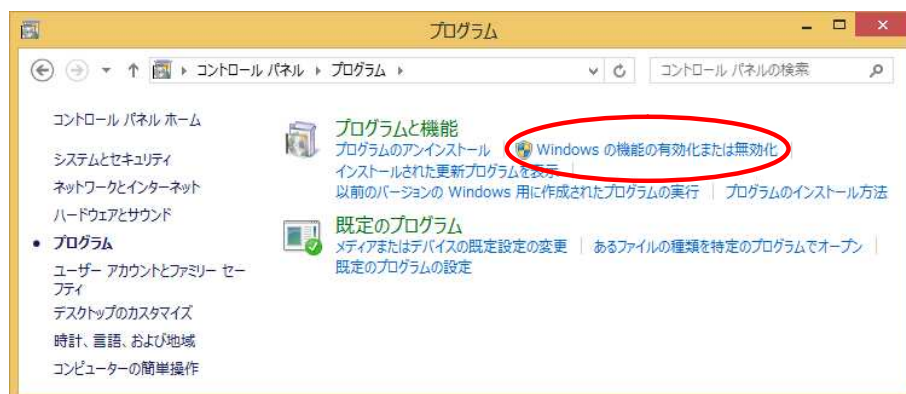 プログラム
コントロール パネル プログラム
コントロール パネルの検索
コントロール パネル ホーム
システムとセキュリティ
ネットワークとインターネット
ハードウェアとサウンド
プログラム
ユーザー アカウントとファミリー セー
フティ
デスクトップのカスタマイズ
時計、言語、および地域
コンピューターの簡単操作
プログラムと機能
プログラムのアンインストール Windows の機能の有効化または無効化
インストールされた更新プログラムを表示
以前のバージョンの Windows 用に作成されたプログラムの実行 プログラムのインストール方法
既定のプログラム
メディアまたはデバイスの既定設定の変更 あるファイルの種類を特定のプログラムでオープン
既定のプログラムの設定